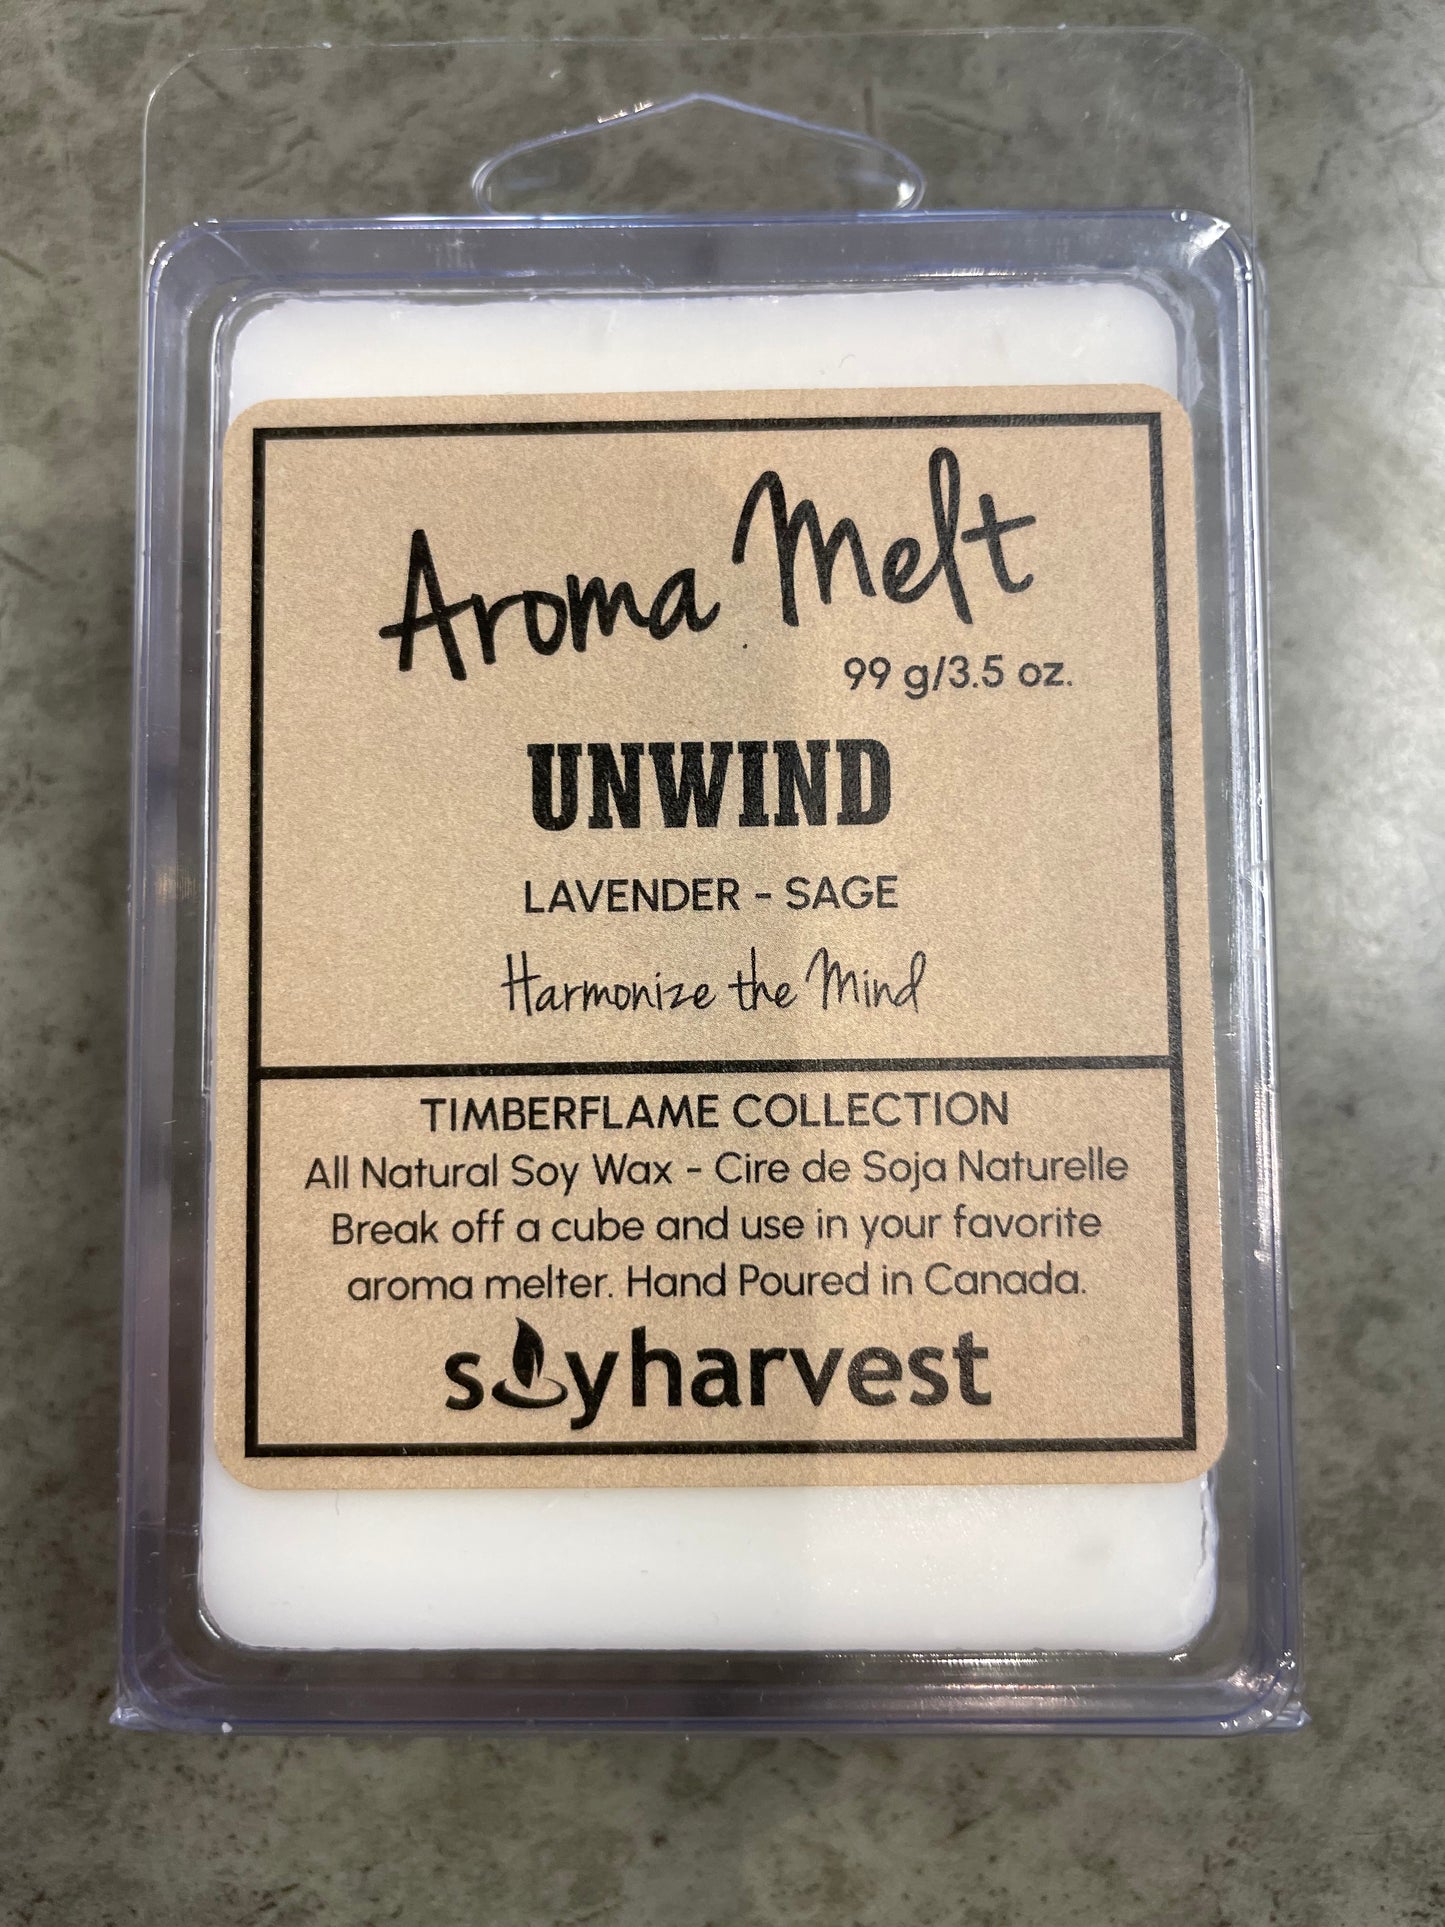 Aroma Melt
99 g/3.5 oz.
UNWIND
LAVENDER - SAGE
Harmonize the Mind
TIMBERFLAME COLLECTION
All Natural Soy Wax - Cire de Soja Naturelle
Break off a cube and use in your favorite
aroma melter. Hand Poured in Canada.
soyharvest